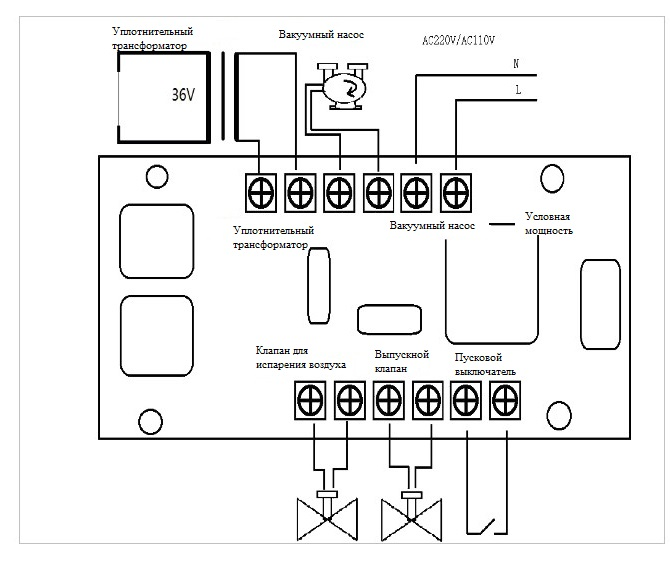 Уплотнительный
трансформатор
Вакуумный насос
AC220V/AC110V
N
36V
L
Уплотнительный
трансформатор
Вакуумный насос
Условная
мощность
Клапан для
испарения воздуха
Выпускной
клапан
Пусковой
выключатель